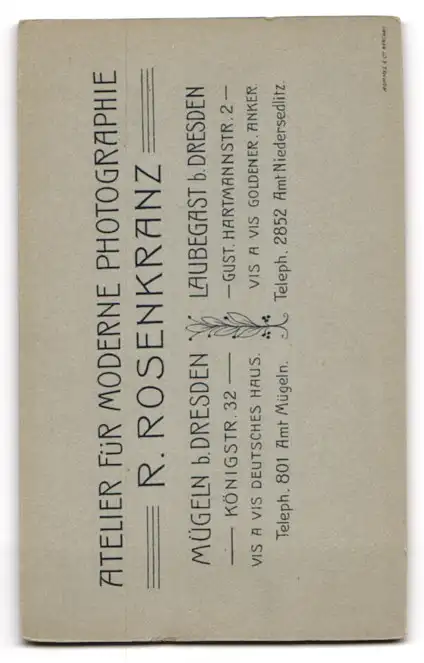 ATELIER FÜR MODERNE PHOTOGRAPHIE
R. ROSENKRANZ
MÜGELN b. DRESDEN
KÖNIGSTR. 32
VIS A VIS DEUTSCHES HAUS.
Teleph. 801 Amt Mügeln.
LAUBEGAST b. DRESDEN
GUST. HARTMANNSTR. 2
VIS A VIS GOLDENER. ANKER
Teleph. 2852 Amt Niedersedlitz.